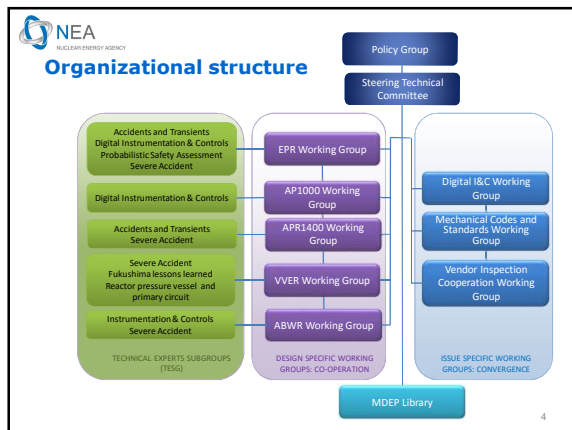 NEA
NUCLEAR ENERGY AGENCY
Organizational structure
Policy Group
Steering Technical
Committee
Accidents and Transients
Digital Instrumentation & Controls
Probabilistic Safety Assessment
Severe Accident
Digital Instrumentation & Controls
Accidents and Transients
Severe Accident
Severe Accident
Fukushima lessons learned
Reactor pressure vessel and
primary circuit
Instrumentation & Controls
Severe Accident
TECHNICAL EXPERTS SUBGROUPS
(TESG)
EPR Working Group
AP1000 Working
Group
APR1400 Working
Group
VVER Working Group
ABWR Working Group
DESIGN SPECIFIC WORKING
GROUPS: CO-OPERATION
Digital I&C Working
Group
Mechanical Codes and
Standards Working
Group
Vendor Inspection
Cooperation Working
Group
ISSUE SPECIFIC WORKING
GROUPS: CONVERGENCE
MDEP Library
4